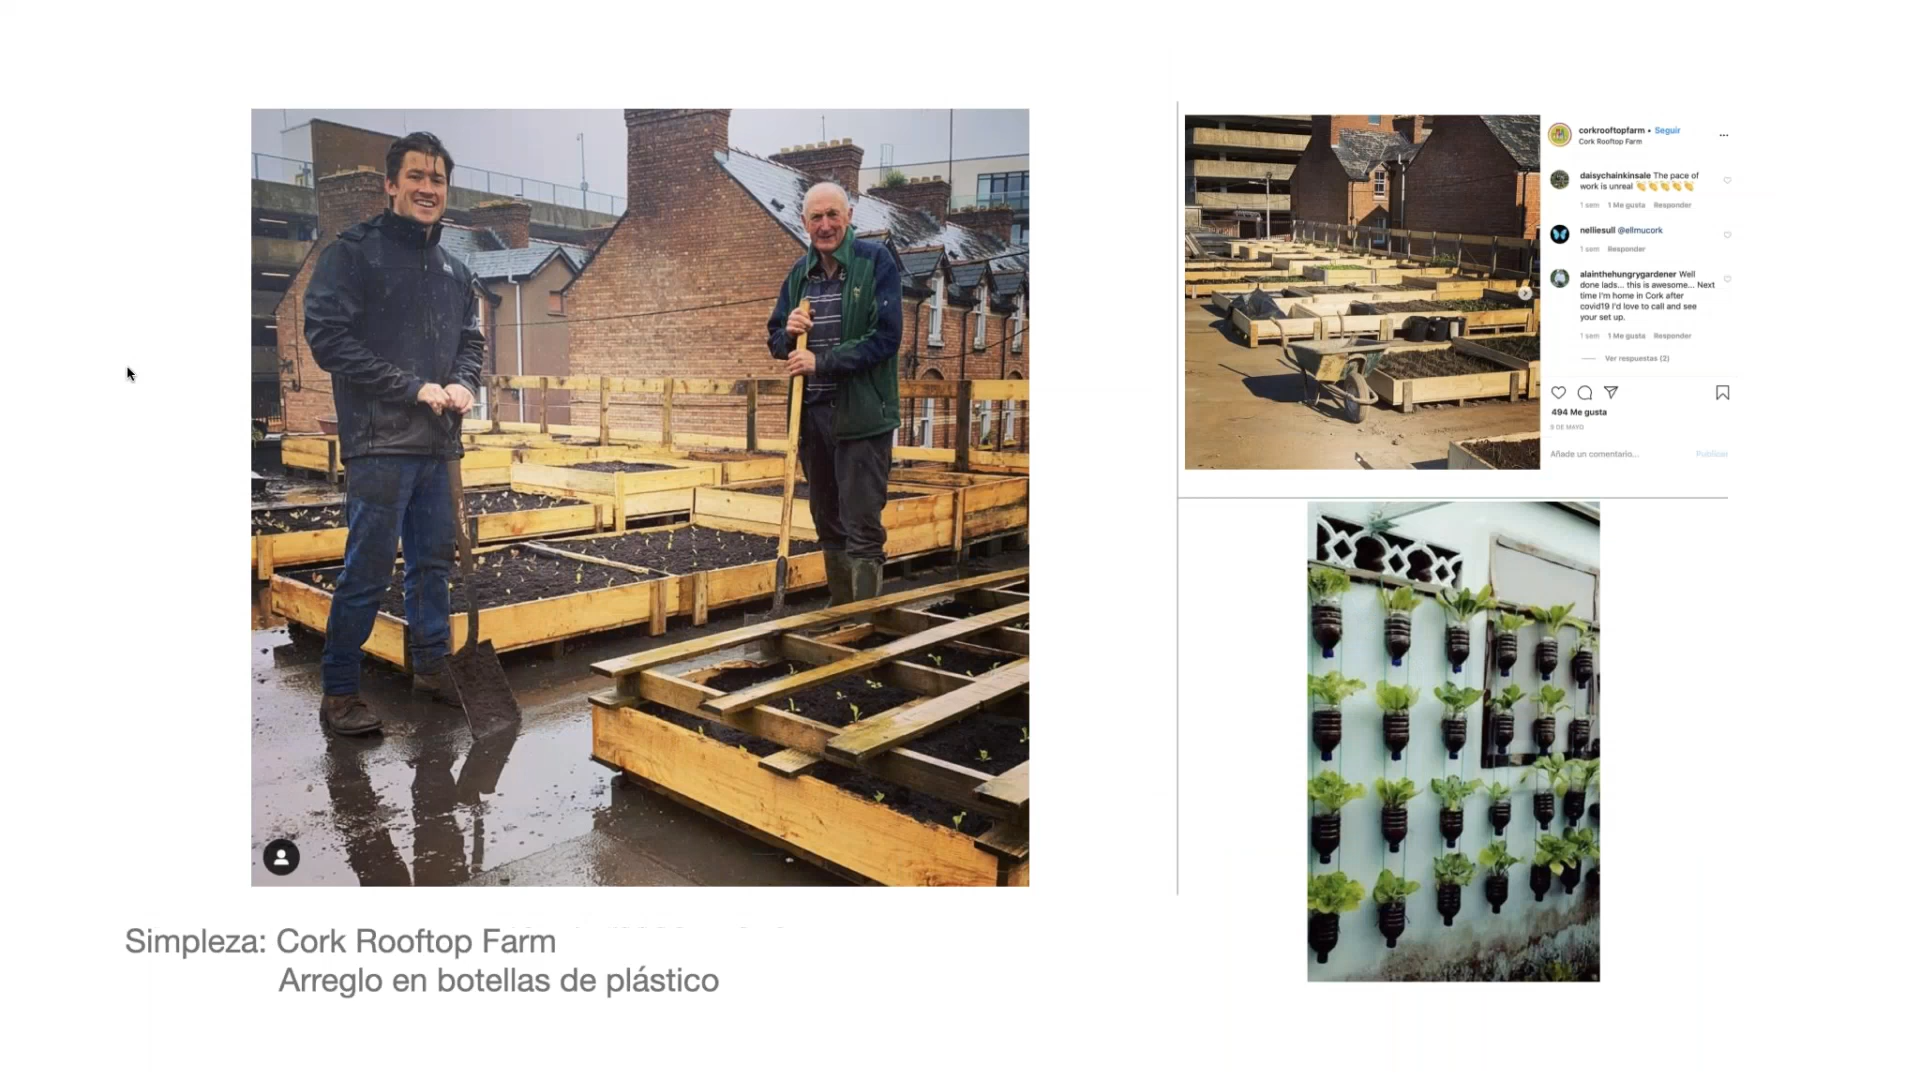 corkrooftopfarm • Seguir
Cork Rooftop Farm
daisychainkinsale The pace of
work is unreal 👏👏👏👏👏
1 sem 1 Me gusta Responder
nelliesull @ellmucork
1 sem Responder
alainthehungrygardener Well
done lads... this is awesome... Next
time I'm home in Cork after
covid19 I'd love to call and see
your set up.
1 sem 1 Me gusta Responder
Ver respuestas (2)
494 Me gusta
9 DE MAYO
Añade un comentario...
Publicar
Simpleza: Cork Rooftop Farm
Arreglo en botellas de plástico